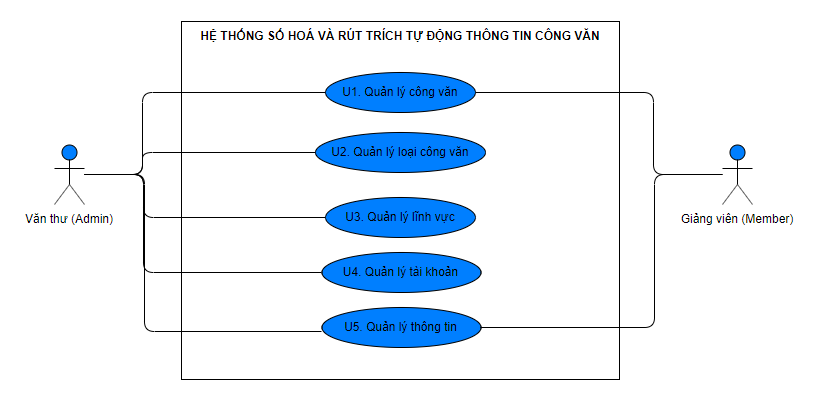 HỆ THỐNG SỐ HOÁ VÀ RÚT TRÍCH TỰ ĐỘNG THÔNG TIN CÔNG VĂN
U1. Quản lý công văn
U2. Quản lý loại công văn
U3. Quản lý lĩnh vực
U4. Quản lý tài khoản
U5. Quản lý thông tin
Văn thư (Admin)
Giảng viên (Member)